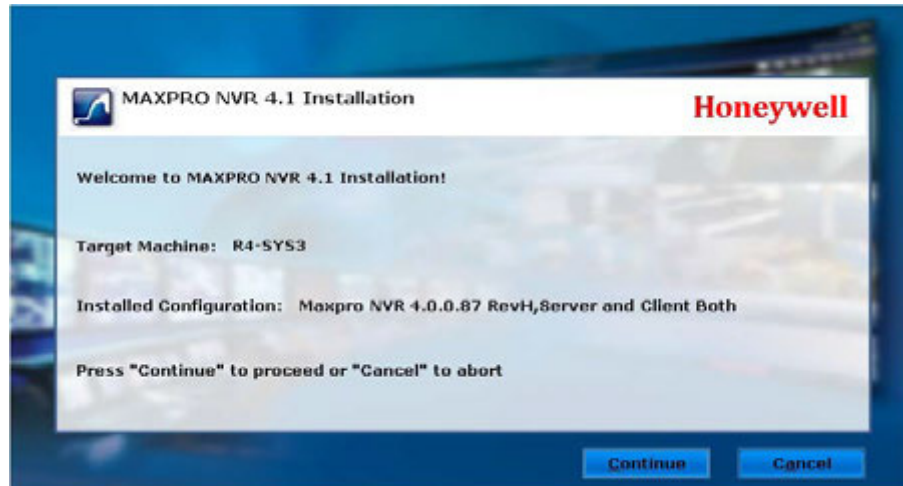 MAXPRO NVR 4.1 Installation
Honeywell
Welcome to MAXPRO NVR 4.1 Installation!
Target Machine: R4-SYS3
Installed Configuration: Maxpro NVR 4.0.0.87 RevH,Server and Client Both
Press "Continue" to proceed or "Cancel" to abort
Continue
Cancel